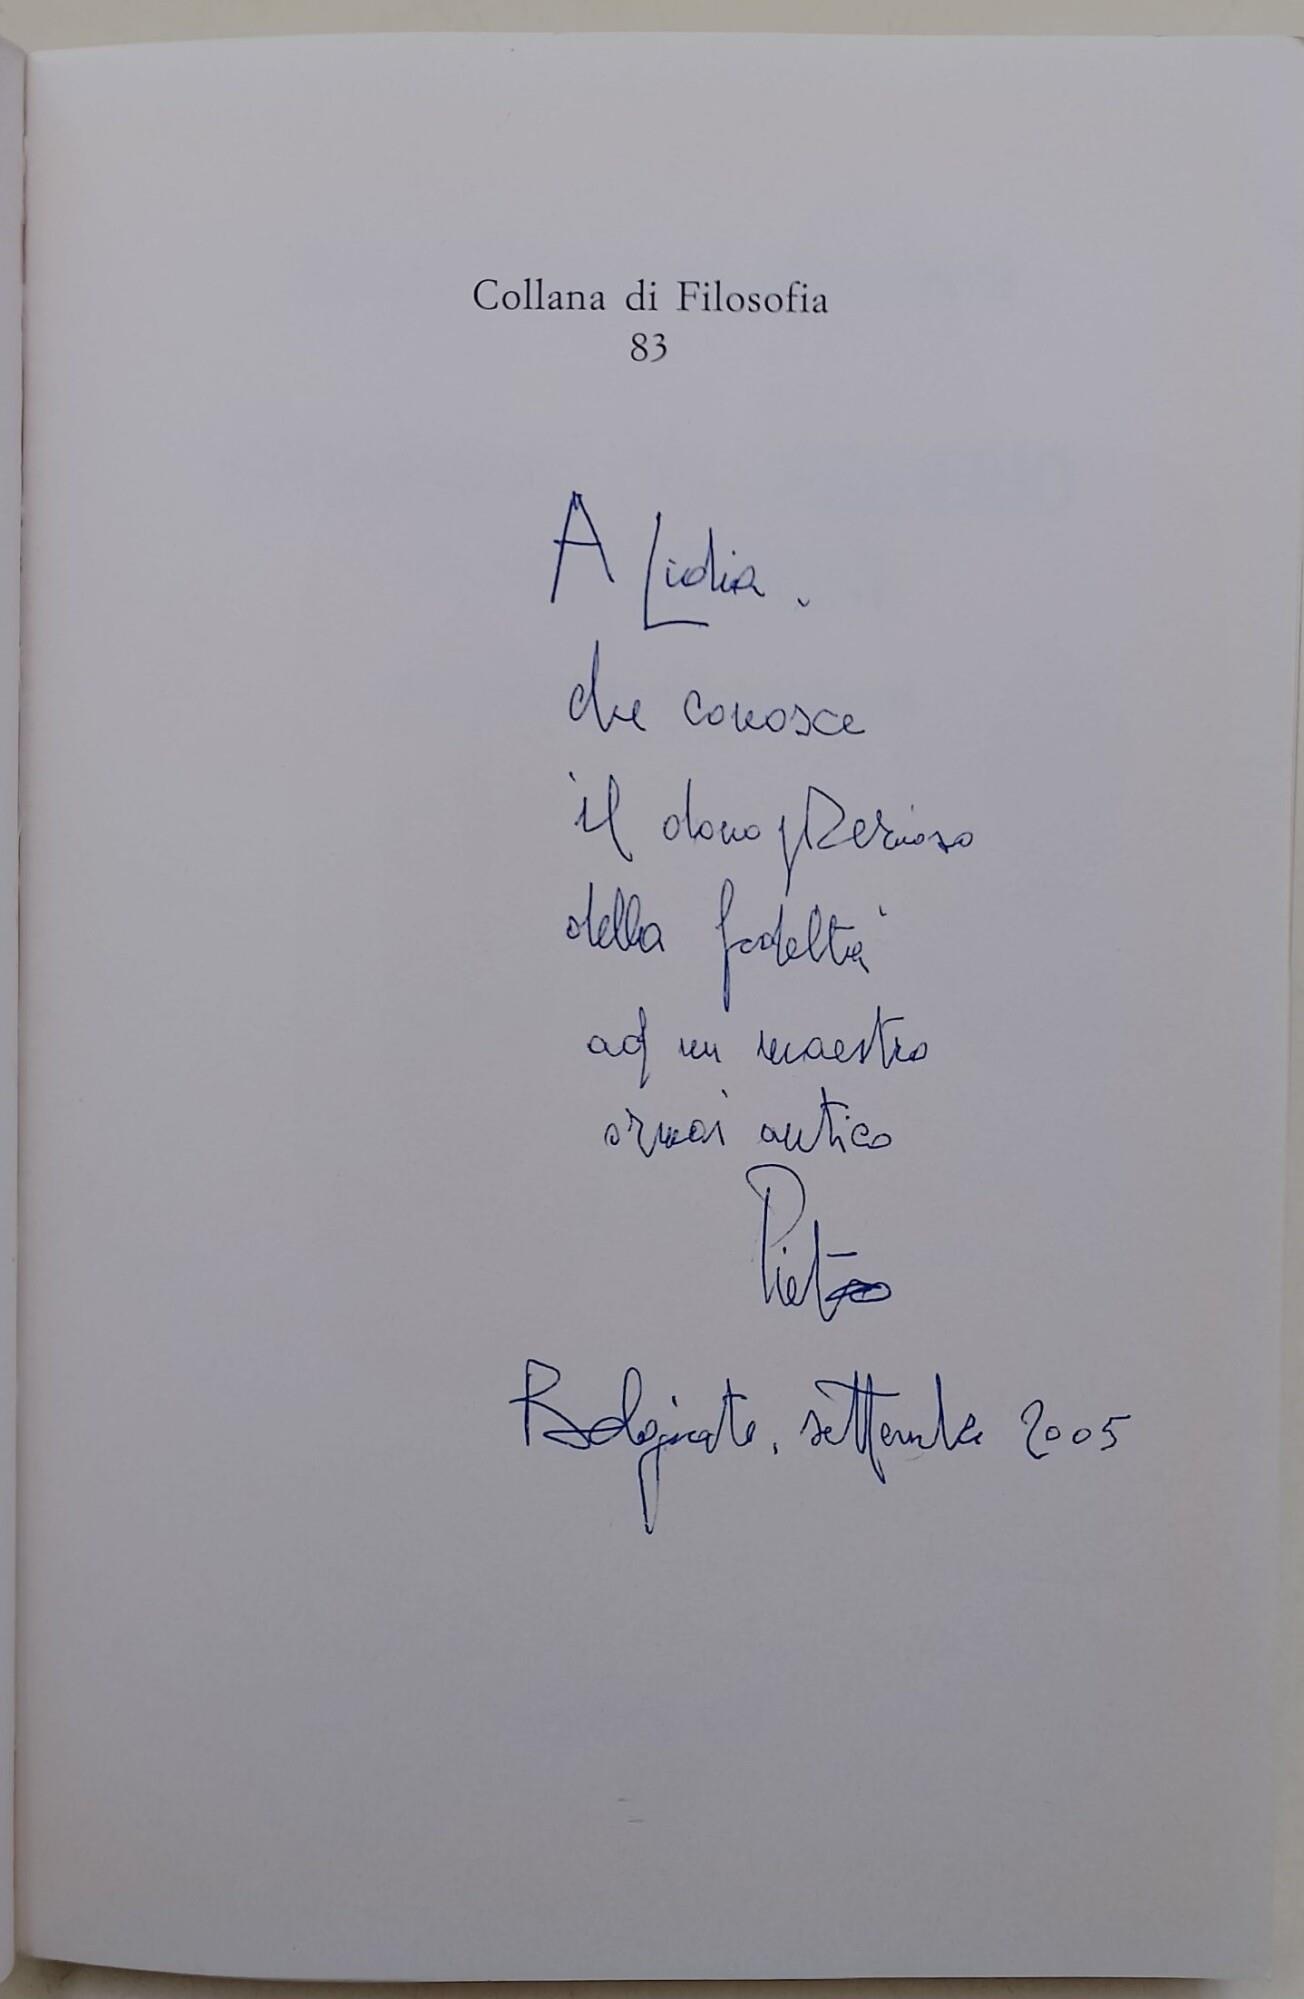 Collana di Filosofia
83
A Lidia,
che conosce
il dono prezioso
della fedeltà
ad un maestro
ormai antico
Pietro
settembre 2005